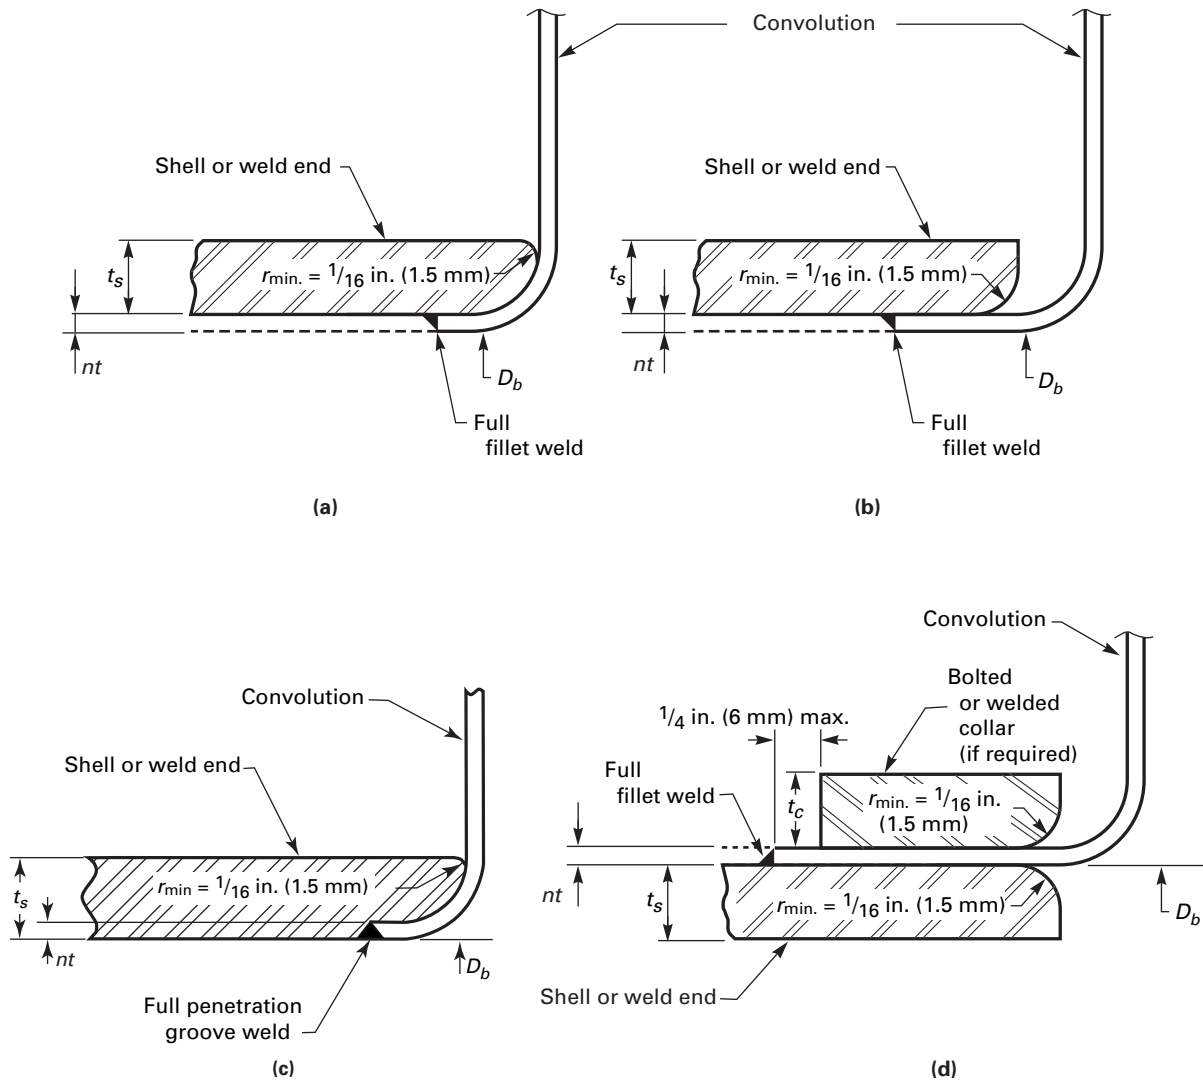 Convolution
Shell or weld end
t_s
r_min. = 1/16 in. (1.5 mm)
nt
D_b
Full
fillet weld
(a)
Shell or weld end
t_s
r_min. = 1/16 in. (1.5 mm)
nt
D_b
Full
fillet weld
(b)
Convolution
Shell or weld end
t_s
r_min = 1/16 in. (1.5 mm)
nt
D_b
Full penetration
groove weld
(c)
Convolution
Bolted
or welded
collar
(if required)
1/4 in. (6 mm) max.
Full
fillet weld
t_c
r_min. = 1/16 in.
(1.5 mm)
nt
t_s
r_min. = 1/16 in. (1.5 mm)
D_b
Shell or weld end
(d)